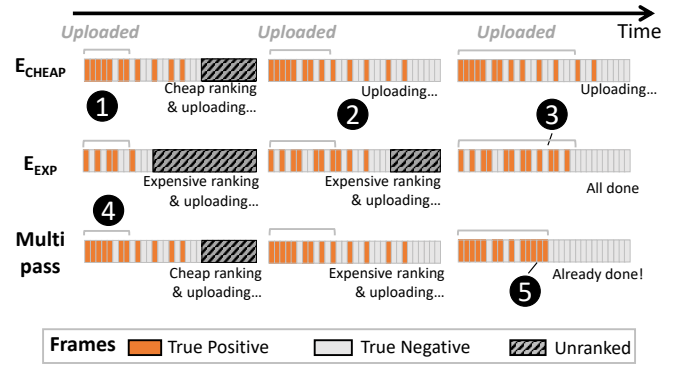 Uploaded Uploaded Uploaded Time
E_CHEAP
Cheap ranking
& uploading...
Uploading...
Uploading...
1 2 3
E_EXP
Expensive ranking
& uploading...
Expensive ranking
& uploading...
All done
4
Multi
pass
Cheap ranking
& uploading...
Expensive ranking
& uploading...
Already done!
5
Frames True Positive True Negative Unranked